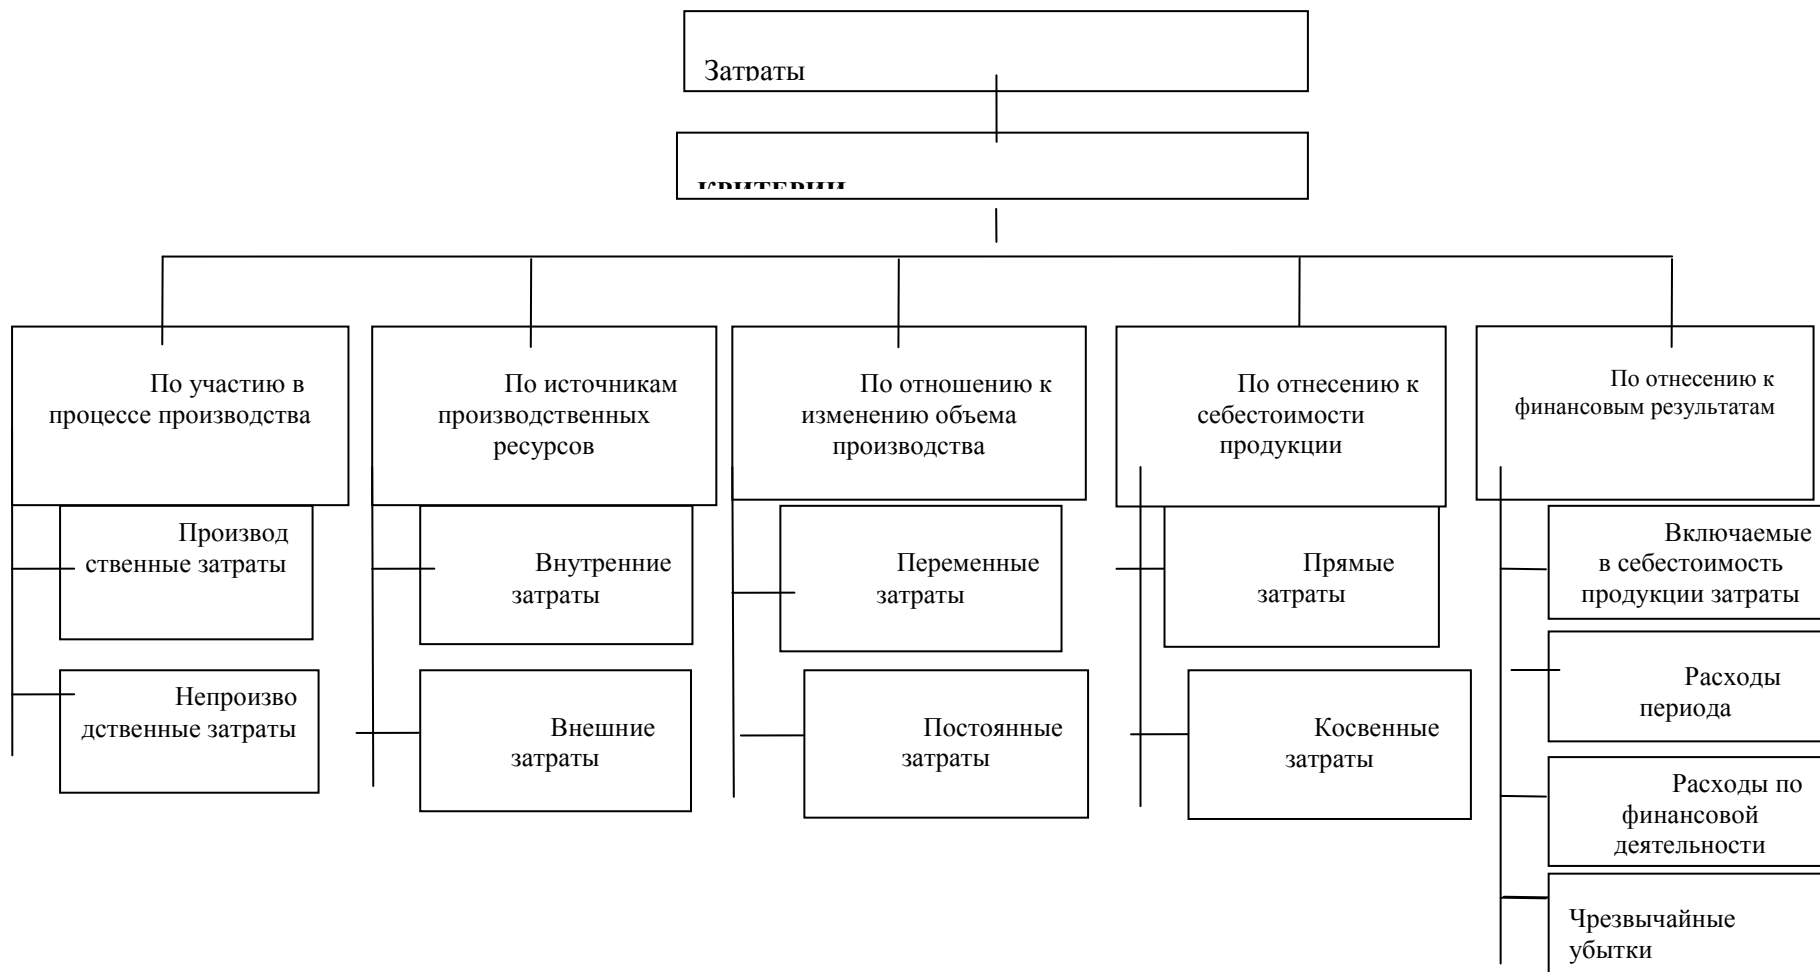 Затраты
КРИТЕРИИ
По участию в
процессе производства
Производ
ственные затраты
Непроизво
дственные затраты
По источникам
производственных
ресурсов
Внутренние
затраты
Внешние
затраты
По отношению к
изменению объема
производства
Переменные
затраты
Постоянные
затраты
По отнесению к
себестоимости
продукции
Прямые
затраты
Косвенные
затраты
По отнесению к
финансовым результатам
Включаемые
в себестоимость
продукции затраты
Расходы
периода
Расходы по
финансовой
деятельности
Чрезвычайные
убытки